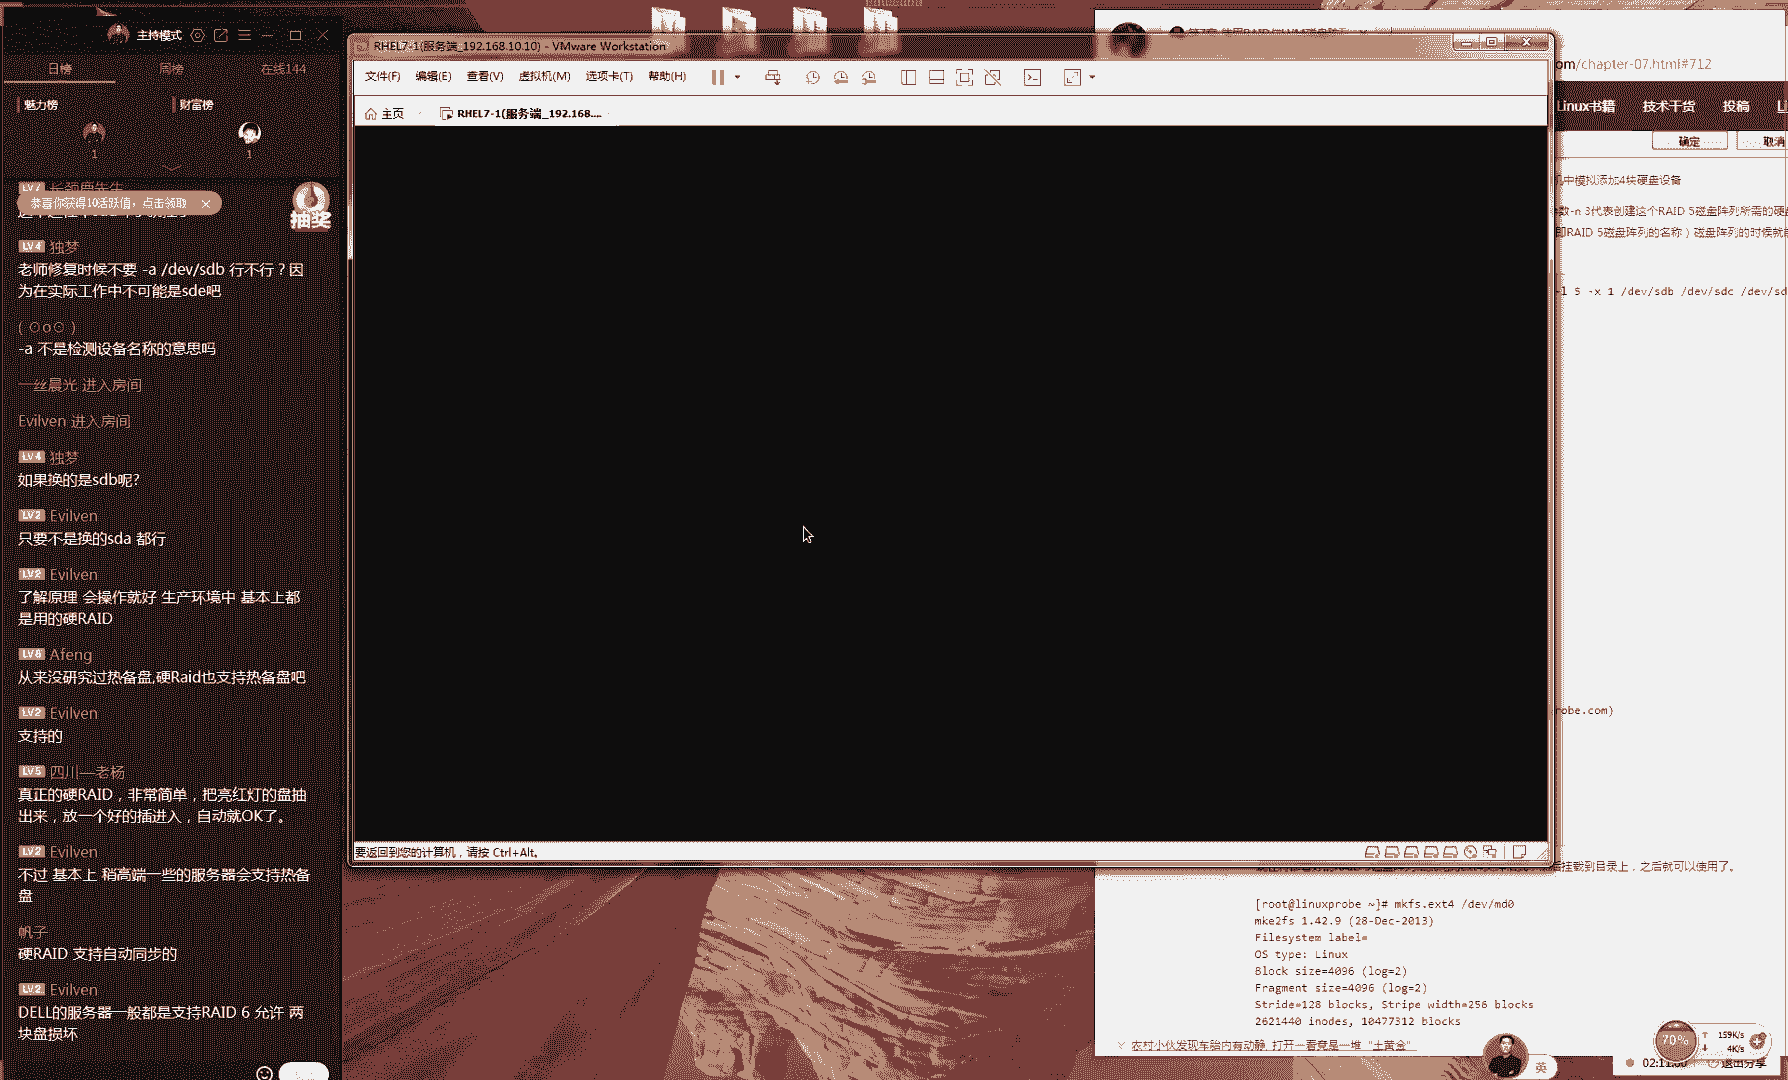 主持模式
日榜 周榜 在线144
魅力榜 财富榜
1 1
恭喜你获得10活跃值，点击领取
抽奖
LV4 独梦
老师修复时候不要 -a /dev/sdb 行不行？因
为在实际工作中不可能是sde吧
( ⊙o⊙ )
-a 不是检测设备名称的意思吗
一丝晨光 进入房间
Evilven 进入房间
LV4 独梦
如果换的是sdb呢?
LV2 Evilven
只要不是换的sda 都行
LV2 Evilven
了解原理 会操作就好 生产环境中 基本上都
是用的硬RAID
LV6 Afeng
从来没研究过热备盘,硬Raid也支持热备盘吧
LV2 Evilven
支持的
LV5 四川—老杨
真正的硬RAID，非常简单，把亮红灯的盘抽
出来，放一个好的插进入，自动就OK了。
LV2 Evilven
不过 基本上 稍高端一些的服务器会支持热备
盘
帆子
硬RAID 支持自动同步的
LV2 Evilven
DELL的服务器一般都是支持RAID 6 允许 两
块盘损坏
RHEL7-1(服务端_192.168.10.10) - VMware Workstation
文件(F) 编辑(E) 查看(V) 虚拟机(M) 选项卡(T) 帮助(H)
主页 RHEL7-1(服务端_192.168....
要返回到您的计算机，请按 Ctrl+Alt。
om/chapter-07.html#712
Linux书籍 技术干货 投稿
确定 取消
机中模拟添加4块硬盘设备
数-n 3代表创建这个RAID 5磁盘阵列所需的硬
即RAID 5磁盘阵列的名称）磁盘阵列的时候就
-l 5 -x 1 /dev/sdb /dev/sdc /dev/sd
robe.com)
挂载到目录上，之后就可以使用了。
[root@linuxprobe ~]# mkfs.ext4 /dev/md0
mke2fs 1.42.9 (28-Dec-2013)
Filesystem label=
OS type: Linux
Block size=4096 (log=2)
Fragment size=4096 (log=2)
Stride=128 blocks, Stripe width=256 blocks
2621440 inodes, 10477312 blocks
农村小伙发现车胎内有动静，打开一看竟是一堆“土黄金”
70%
159K/s
4K/s
英
退出分享